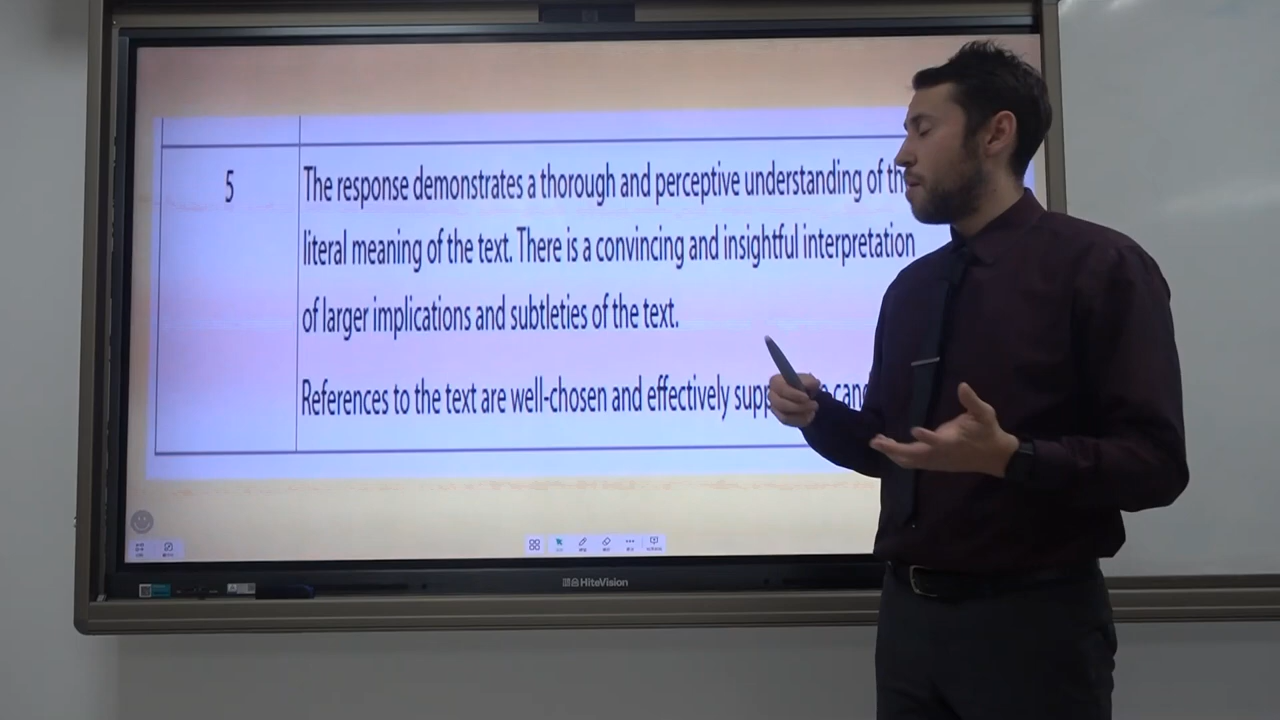 5
The response demonstrates a thorough and perceptive understanding of
literal meaning of the text. There is a convincing and insightful interpretation
of larger implications and subtleties of the text.
References to the text are well-chosen and effectively
HiteVision